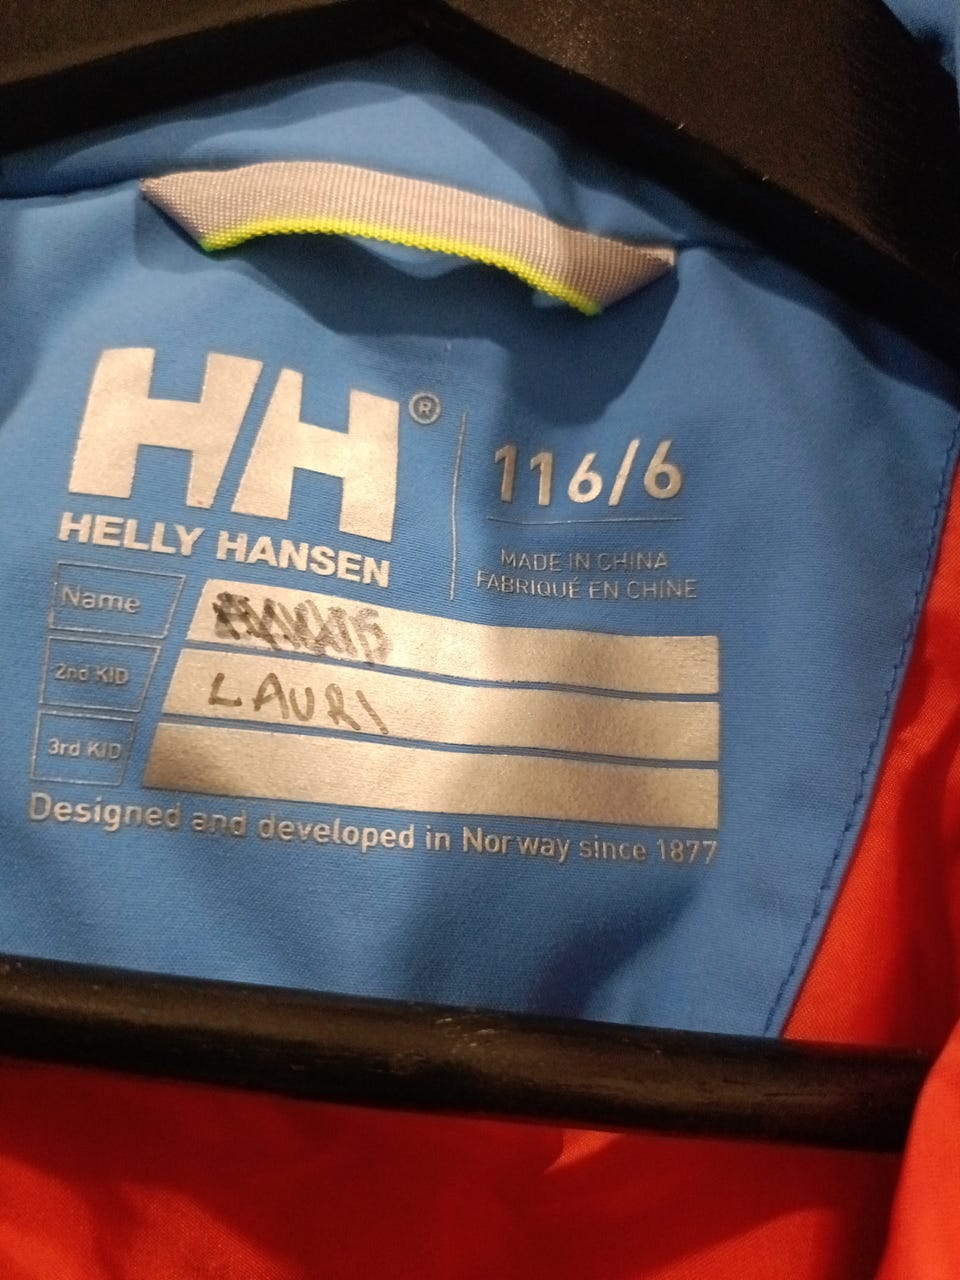 HH®
HELLY HANSEN
116/6
MADE IN CHINA
FABRIQUÉ EN CHINE
Name
2nd KID LAURI
3rd KID
Designed and developed in Norway since 1877